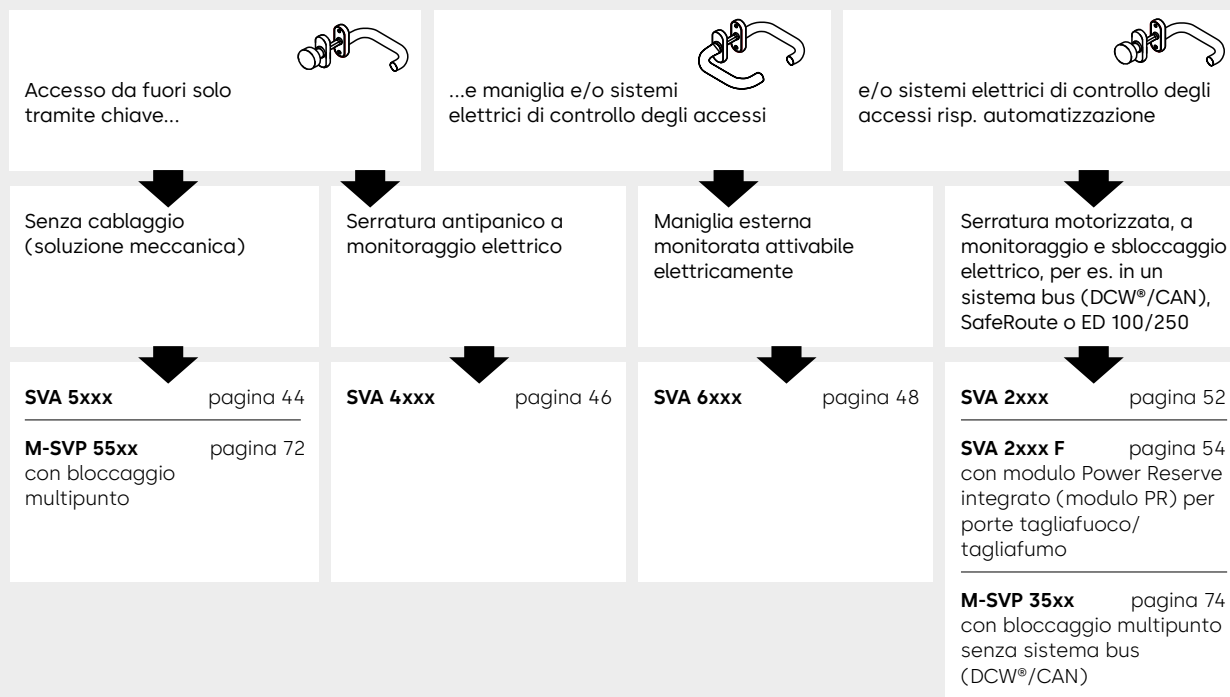 Accesso da fuori solo
tramite chiave...
...e maniglia e/o sistemi
elettrici di controllo degli accessi
e/o sistemi elettrici di controllo degli
accessi risp. automatizzazione
Senza cablaggio
(soluzione meccanica)
Serratura antipanico a
monitoraggio elettrico
Maniglia esterna
monitorata attivabile
elettricamente
Serratura motorizzata, a
monitoraggio e sbloccaggio
elettrico, per es. in un
sistema bus (DCW®/CAN),
SafeRoute o ED 100/250
SVA 5xxx pagina 44
M-SVP 55xx pagina 72
con bloccaggio
multipunto
SVA 4xxx pagina 46
SVA 6xxx pagina 48
SVA 2xxx pagina 52
SVA 2xxx F pagina 54
con modulo Power Reserve
integrato (modulo PR) per
porte tagliafuoco/
tagliafumo
M-SVP 35xx pagina 74
con bloccaggio multipunto
senza sistema bus
(DCW®/CAN)